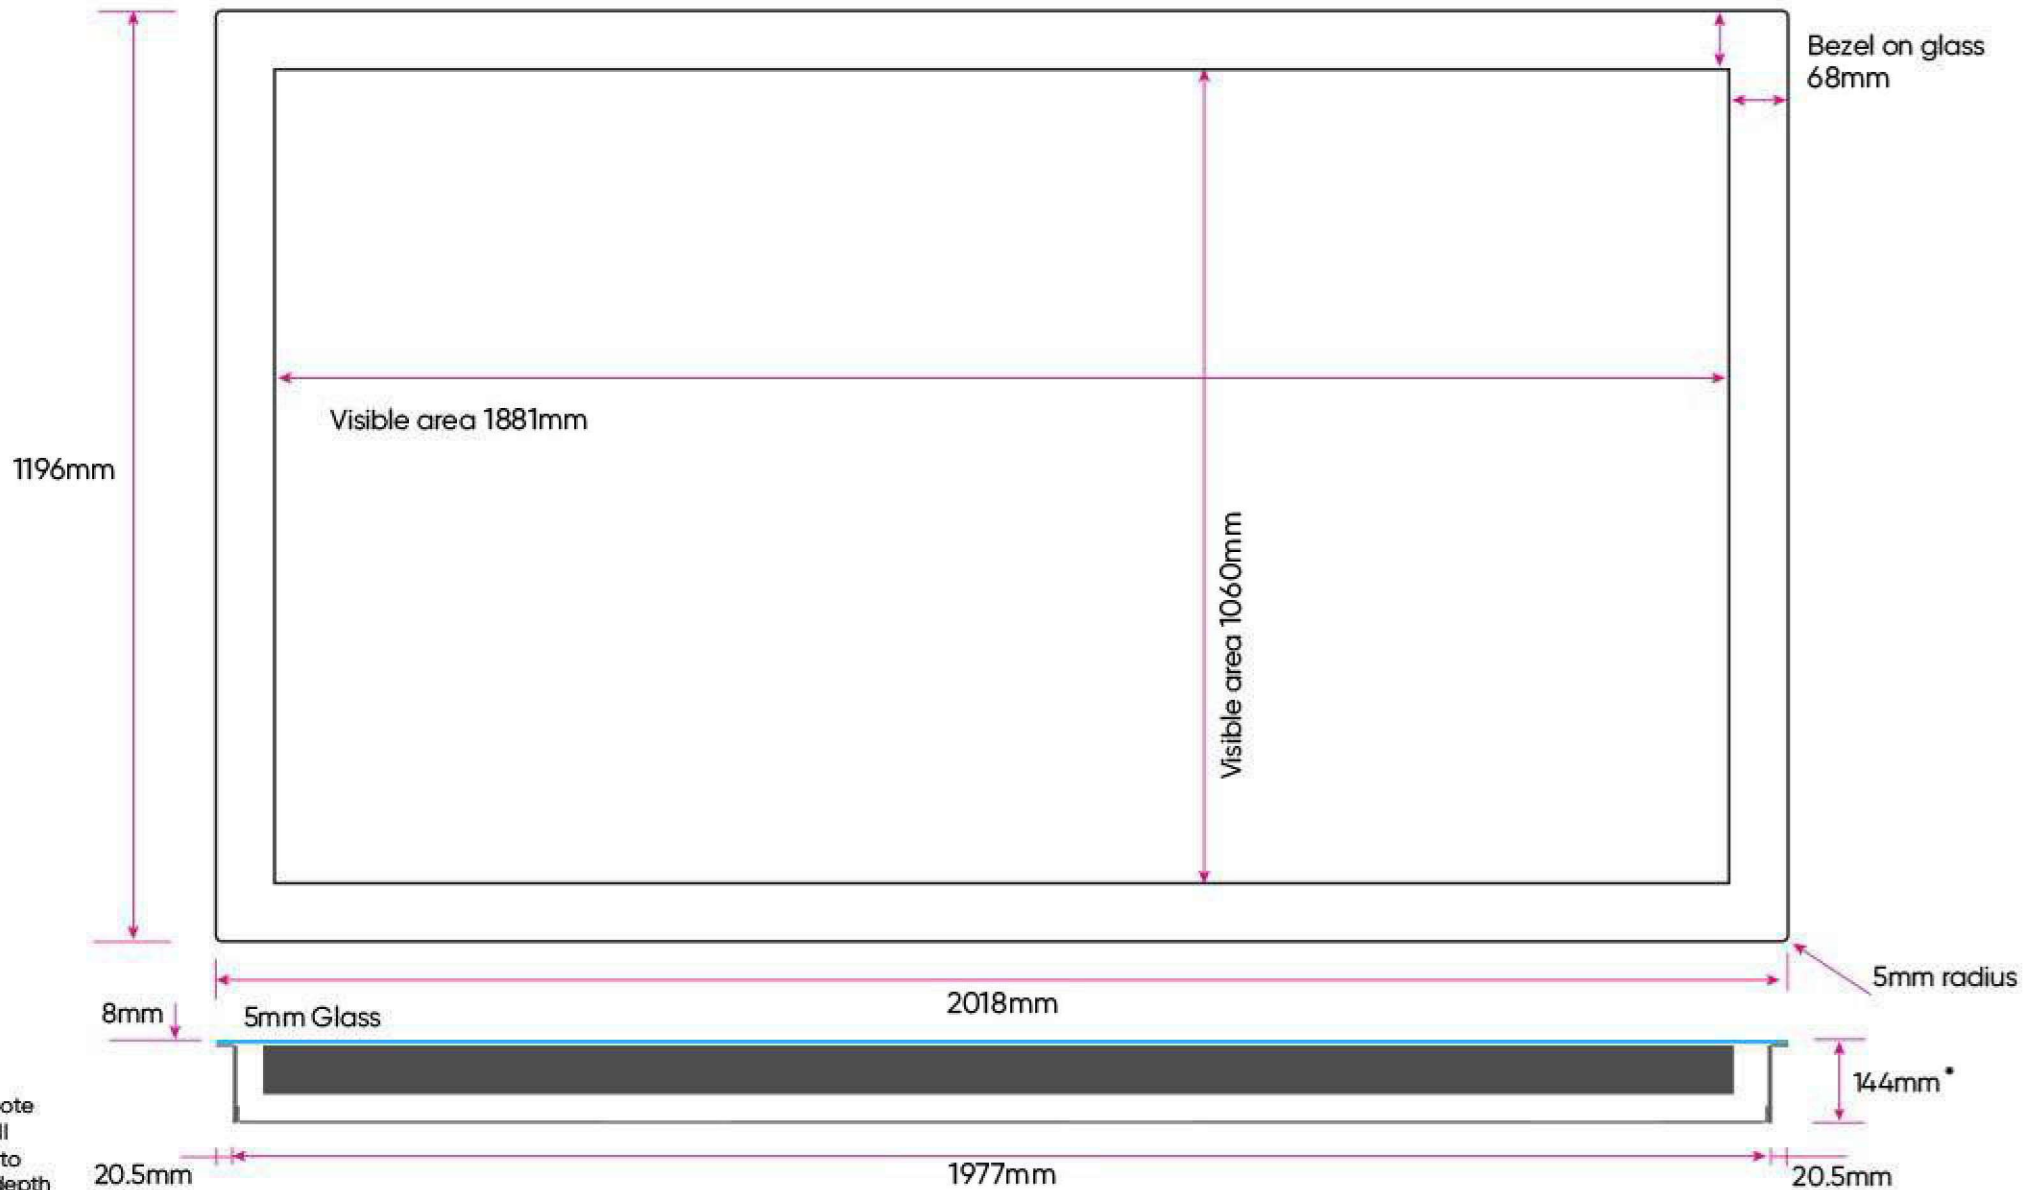 Bezel on glass
68mm
Visible area 1881mm
1196mm
Visible area 1060mm
5mm radius
2018mm
8mm
5mm Glass
144mm*
to
depth
20.5mm
1977mm
20.5mm